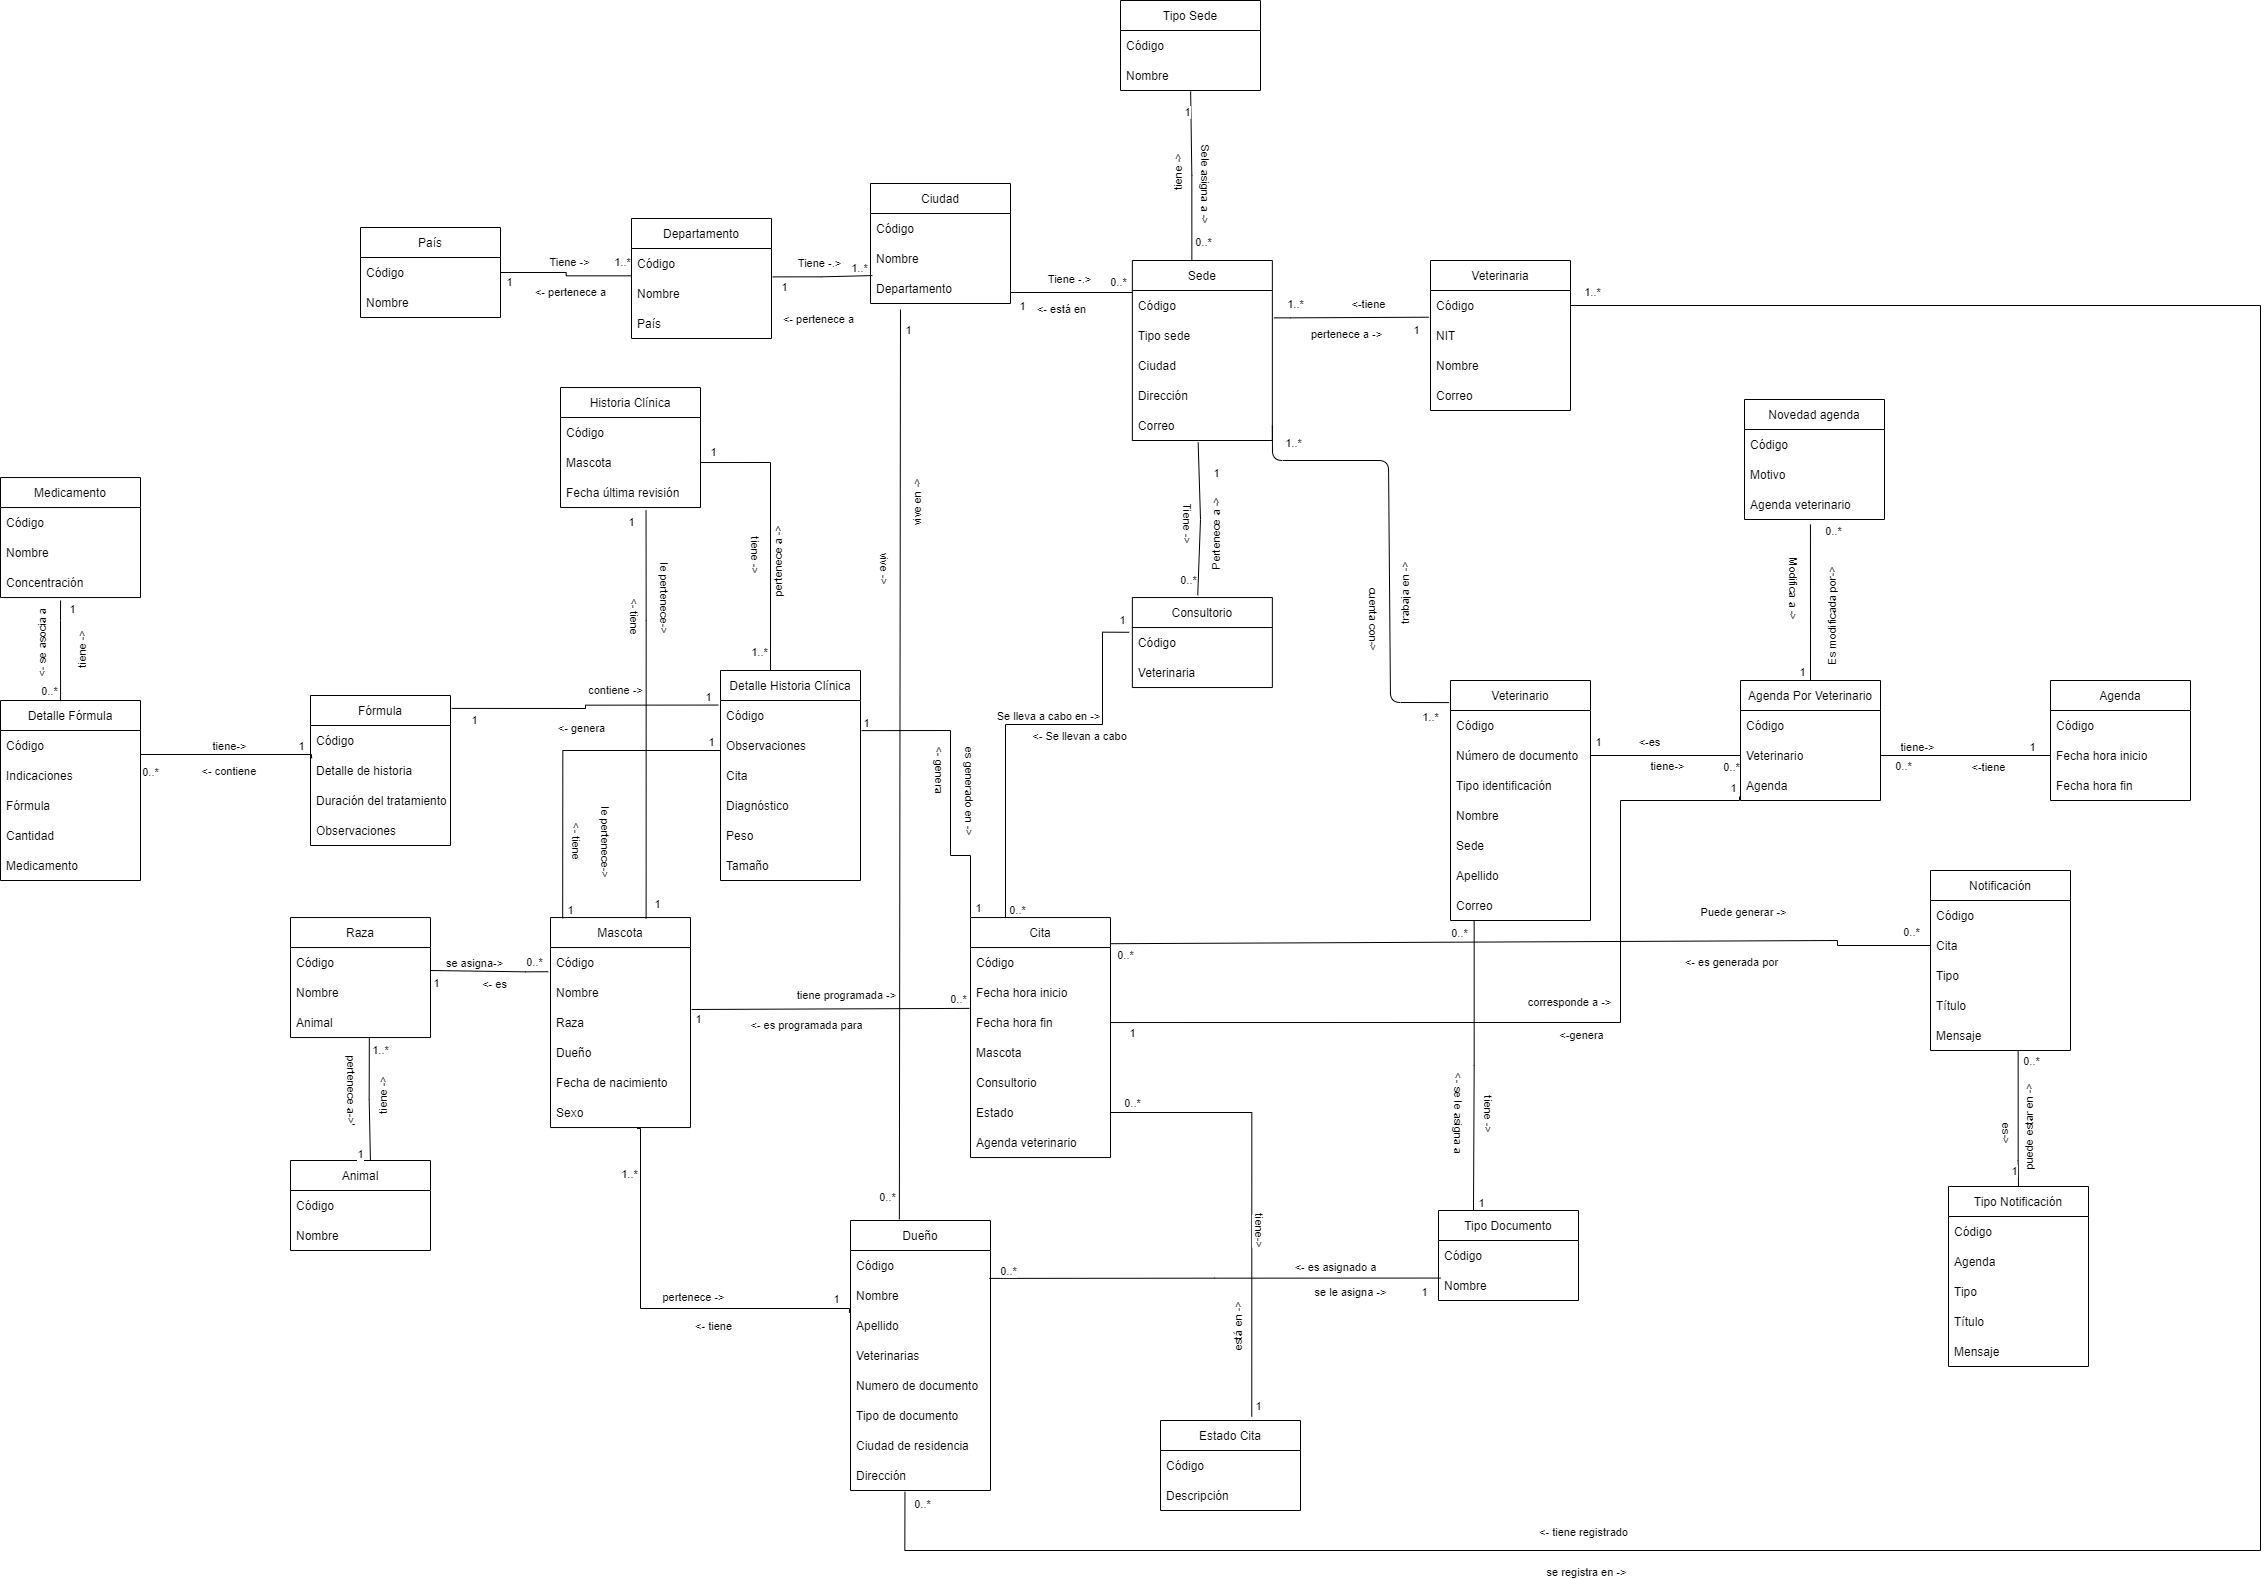 Tipo Sede
Código
Nombre
1
tiene ->
Sele asigna a ->
0..*
Ciudad
Código
Nombre
Departamento
País
Código
Nombre
Departamento
Código
Nombre
País
Tiene ->
1..*
1
<- pertenece a
Tiene -.>
1..*
1
<- pertenece a
Tiene -.>
0..*
1
<- está en
Sede
Código
Tipo sede
Ciudad
Dirección
Correo
1..*
<-tiene
pertenece a ->
1
Veterinaria
Código
NIT
Nombre
Correo
1..*
1
vive en ->
vive ->
0..*
Historia Clínica
Código
Mascota
Fecha última revisión
1
tiene ->
pertenece a ->
1..*
1
le pertenece->
<- tiene
1
Novedad agenda
Código
Motivo
Agenda veterinario
0..*
Modifica a ->
Es modificada por->
1
Medicamento
Código
Nombre
Concentración
1
<- se asocia a
tiene ->
0..*
1
Tiene ->
Pertenece a ->
0..*
1..*
trabaja en ->
cuenta con->
1..*
Consultorio
Código
Veterinaria
1
Se lleva a cabo en ->
<- Se llevan a cabo
0..*
Detalle Fórmula
Código
Indicaciones
Fórmula
Cantidad
Medicamento
tiene->
1
0..*
<- contiene
Fórmula
Código
Detalle de historia
Duración del tratamiento
Observaciones
contiene ->
1
1
<- genera
Detalle Historia Clínica
Código
Observaciones
Cita
Diagnóstico
Peso
Tamaño
1
<- tiene
le pertenece->
1
1
<- genera
es generado en ->
1
Veterinario
Código
Número de documento
Tipo identificación
Nombre
Sede
Apellido
Correo
1
<-es
tiene->
0..*
Agenda Por Veterinario
Código
Veterinario
Agenda
tiene->
1
0..*
<-tiene
Agenda
Código
Fecha hora inicio
Fecha hora fin
1
Raza
Código
Nombre
Animal
se asigna->
0..*
1
<- es
Mascota
Código
Nombre
Raza
Dueño
Fecha de nacimiento
Sexo
tiene programada ->
0..*
1
<- es programada para
Cita
Código
Fecha hora inicio
Fecha hora fin
Mascota
Consultorio
Estado
Agenda veterinario
0..*
Puede generar ->
0..*
<- es generada por
corresponde a ->
1
<-genera
Notificación
Código
Cita
Tipo
Título
Mensaje
0..*
puede estar en ->
es->
1
1..*
pertenece a->'
<- tiene
1
Animal
Código
Nombre
0..*
<- se le asigna a
tiene ->
1
0..*
tiene->
está en ->
1
1..*
pertenece ->
1
<- tiene
Dueño
Código
Nombre
Apellido
Veterinarias
Numero de documento
Tipo de documento
Ciudad de residencia
Dirección
0..*
<- es asignado a
se le asigna ->
1
Tipo Documento
Código
Nombre
Tipo Notificación
Código
Agenda
Tipo
Título
Mensaje
Estado Cita
Código
Descripción
0..*
<- tiene registrado
se registra en ->